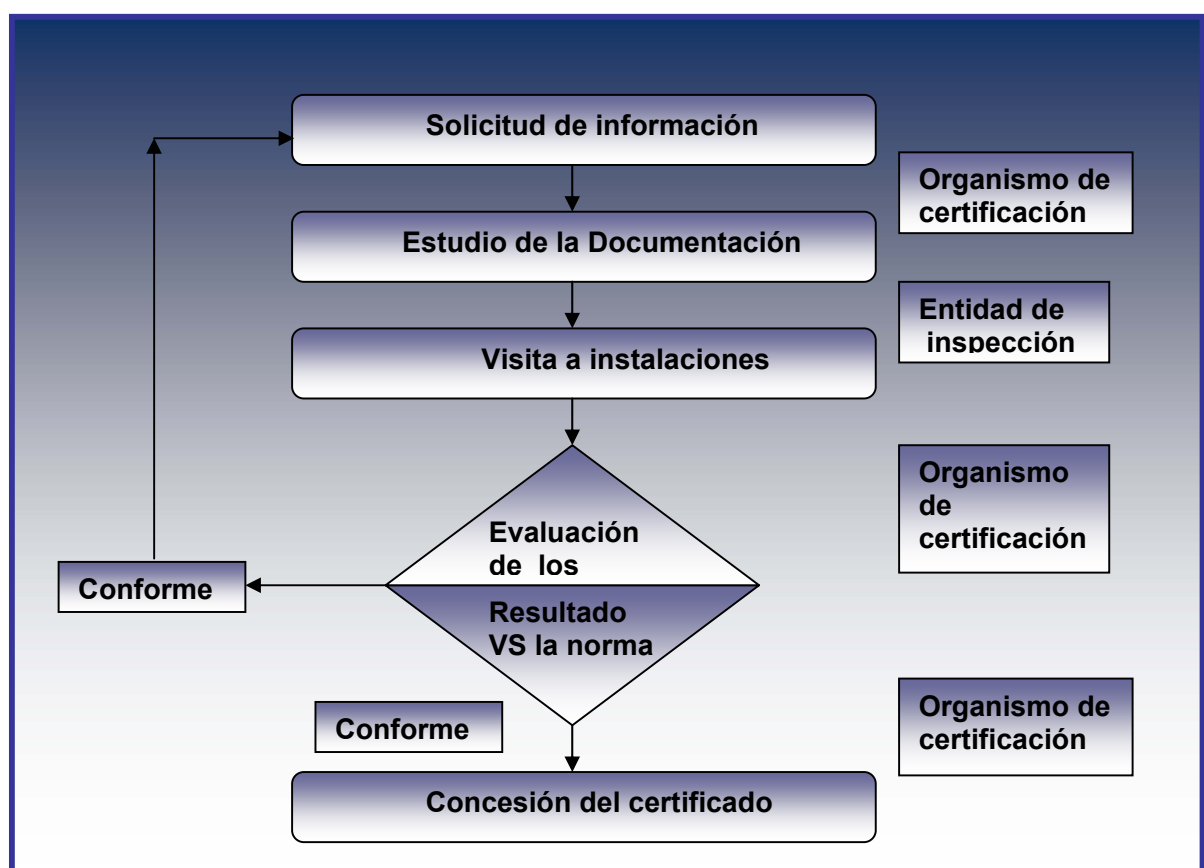 Solicitud de información
Organismo de
certificación
Estudio de la Documentación
Entidad de
inspección
Visita a instalaciones
Organismo
de
certificación
Evaluación
de los
Conforme
Resultado
VS la norma
Organismo de
certificación
Conforme
Concesión del certificado